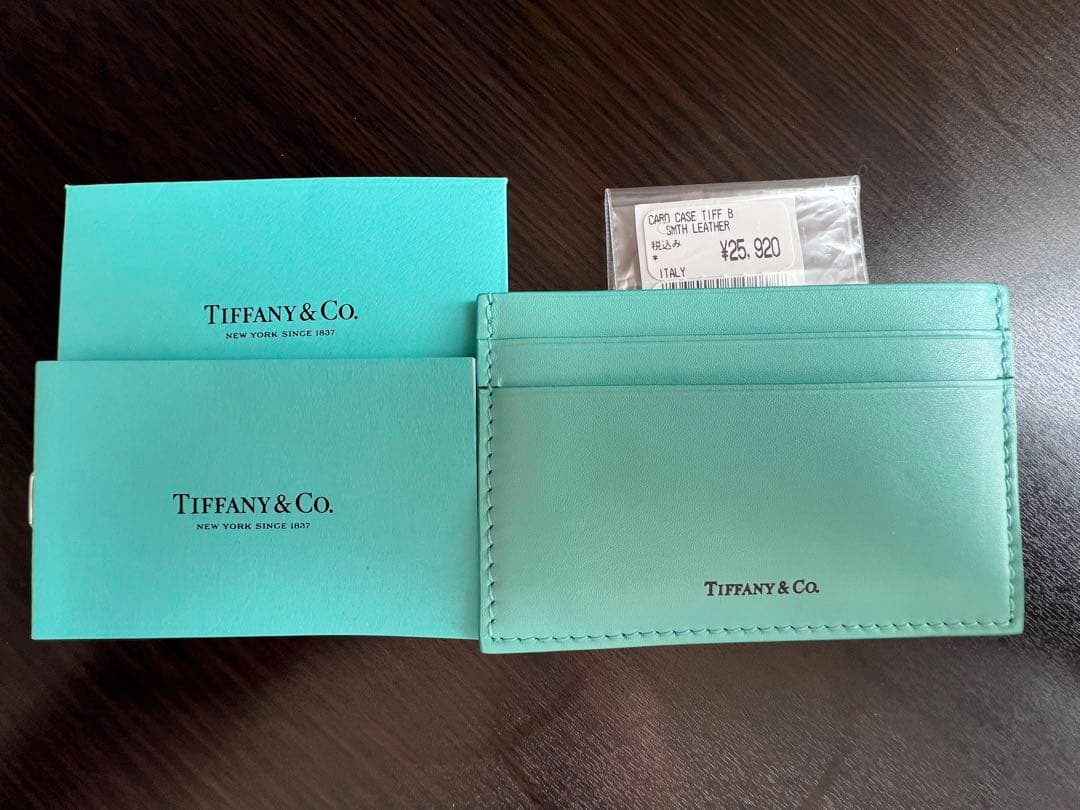 TIFFANY & CO.
NEW YORK SINCE 1837
TIFFANY & CO.
NEW YORK SINCE 1837
CARD CASE TIFF B
SMTH LEATHER
税込み ¥25,920
*
ITALY
TIFFANY & CO.